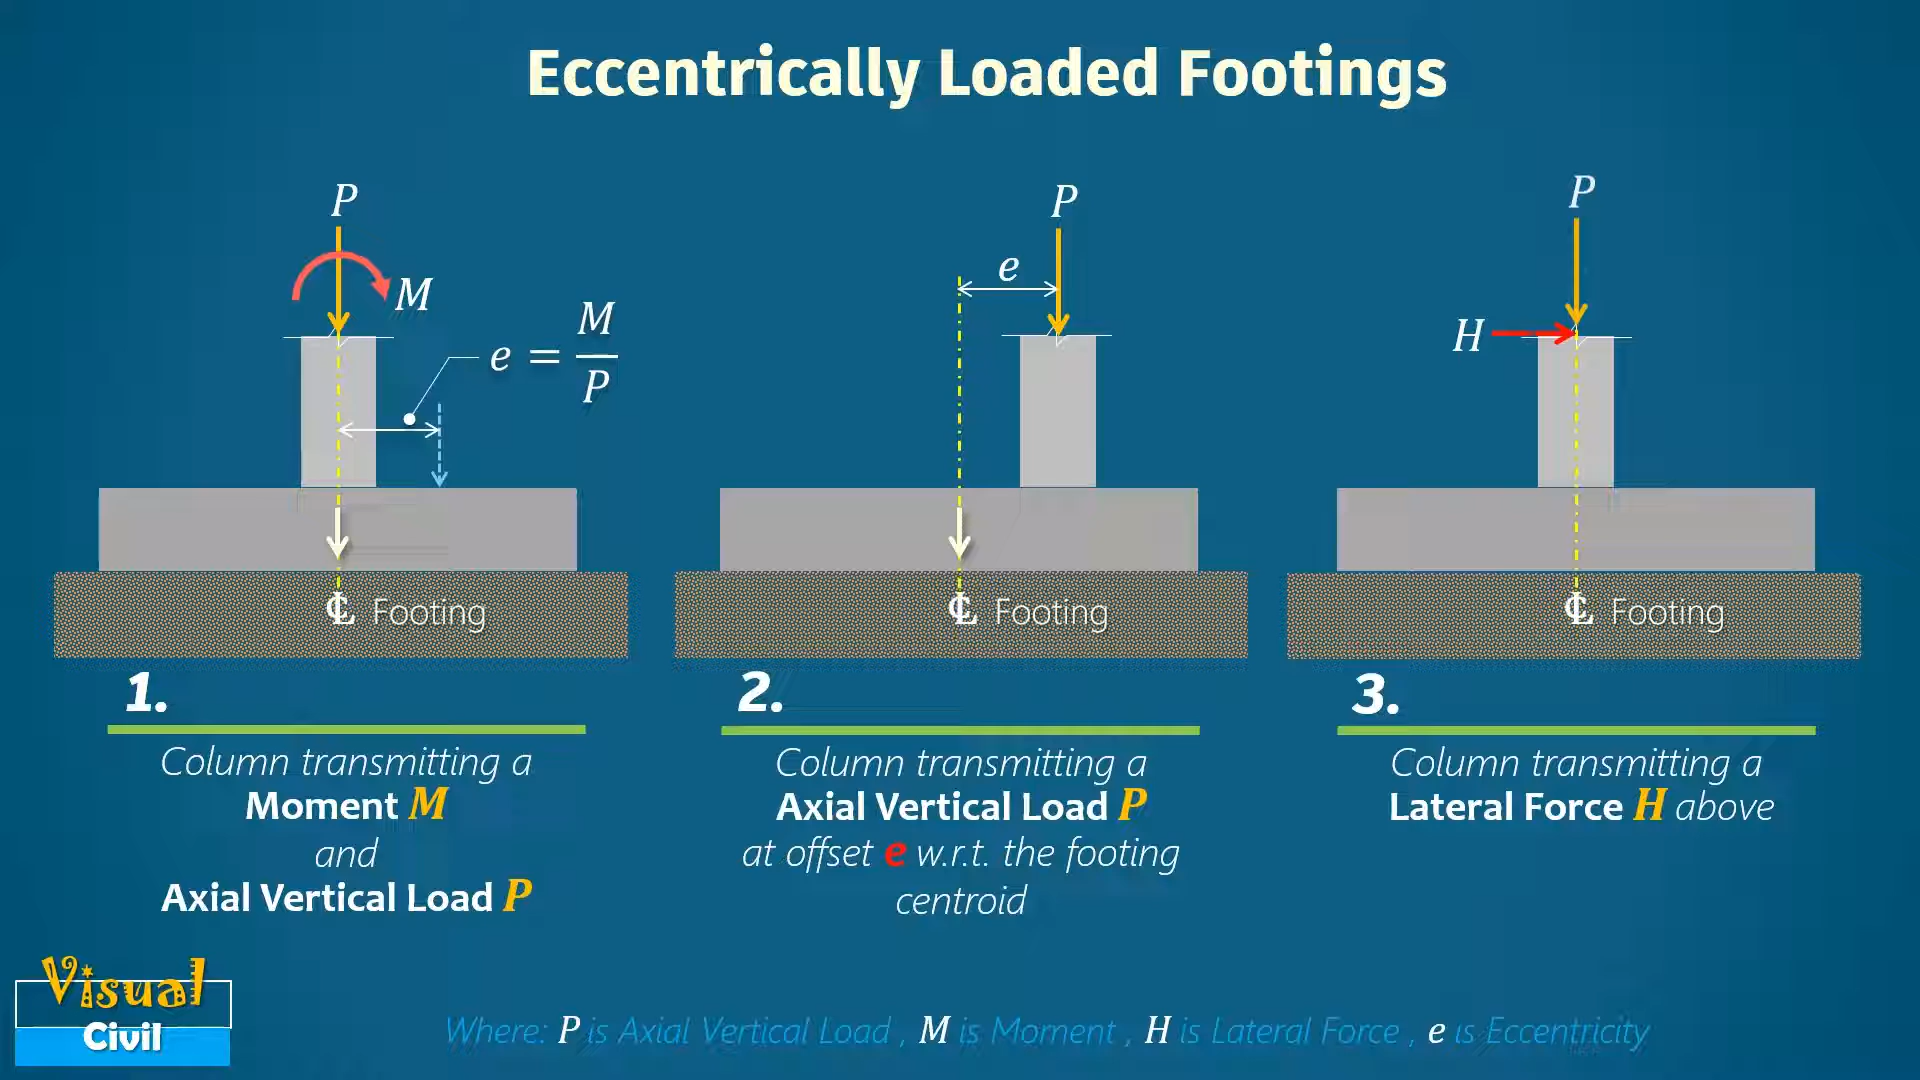 Eccentrically Loaded Footings
P
M
e = M/P
℄ Footing
P
e
℄ Footing
P
H
℄ Footing
1.
Column transmitting a
Moment M
and
Axial Vertical Load P
2.
Column transmitting a
Axial Vertical Load P
at offset e w.r.t. the footing
centroid
3.
Column transmitting a
Lateral Force H above
Visual
Civil
Where: P is Axial Vertical Load , M is Moment , H is Lateral Force , e is Eccentricity